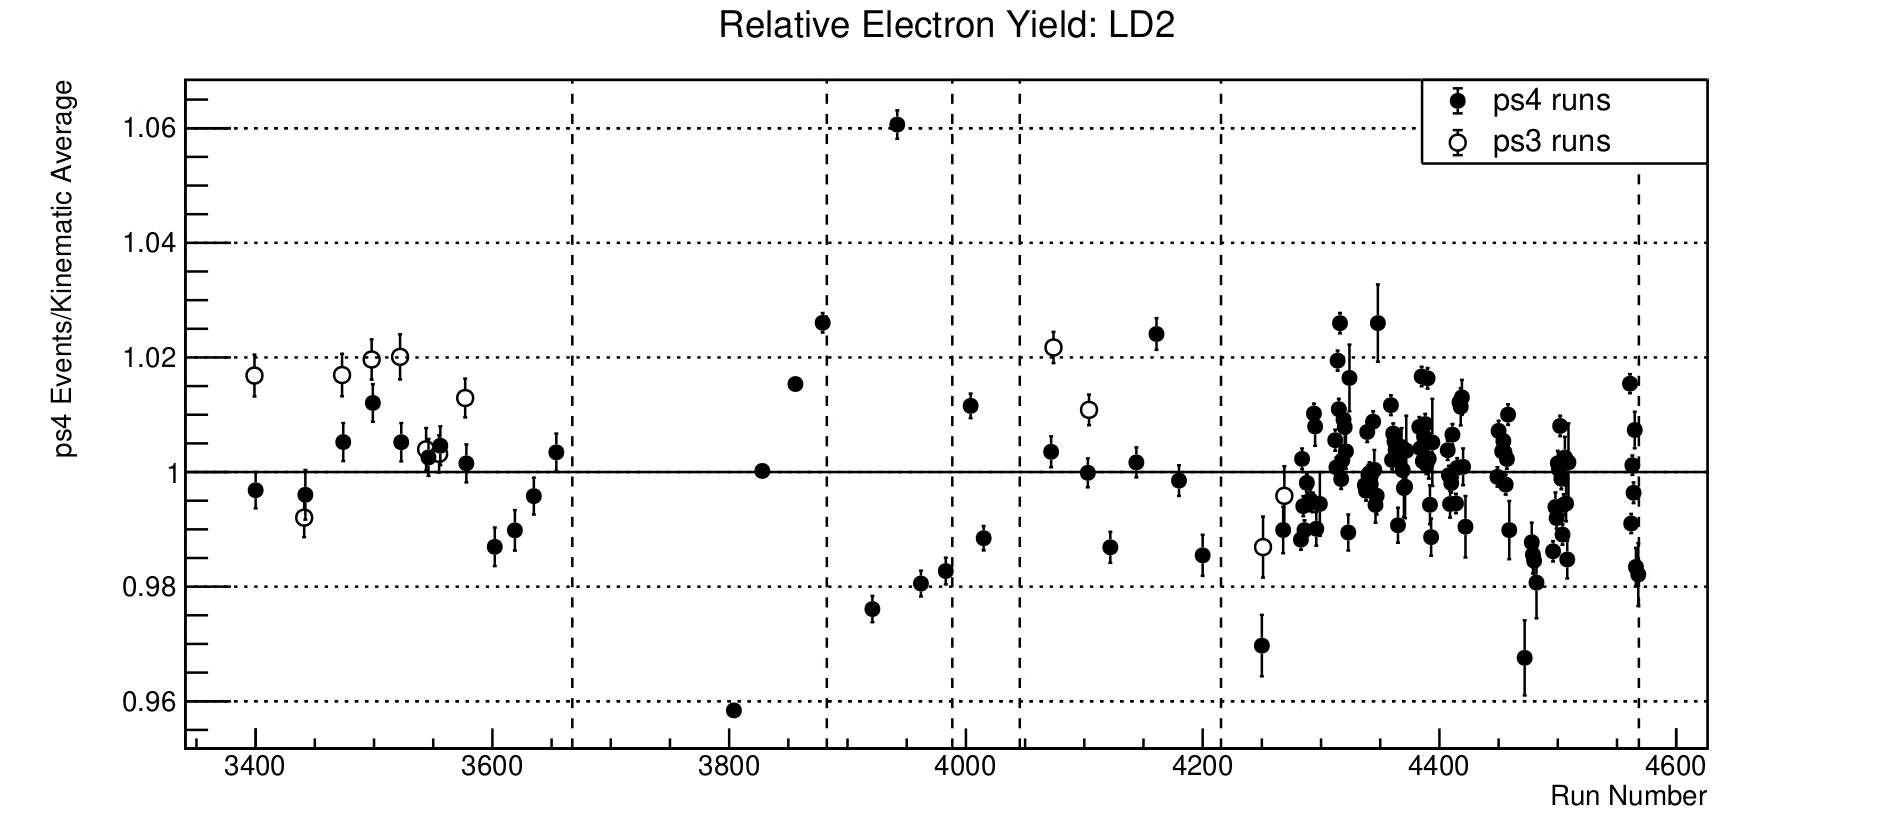 Relative Electron Yield: LD2
ps4 Events/Kinematic Average
ps4 runs
ps3 runs
1.06
1.04
1.02
1
0.98
0.96
3400 3600 3800 4000 4200 4400 4600
Run Number